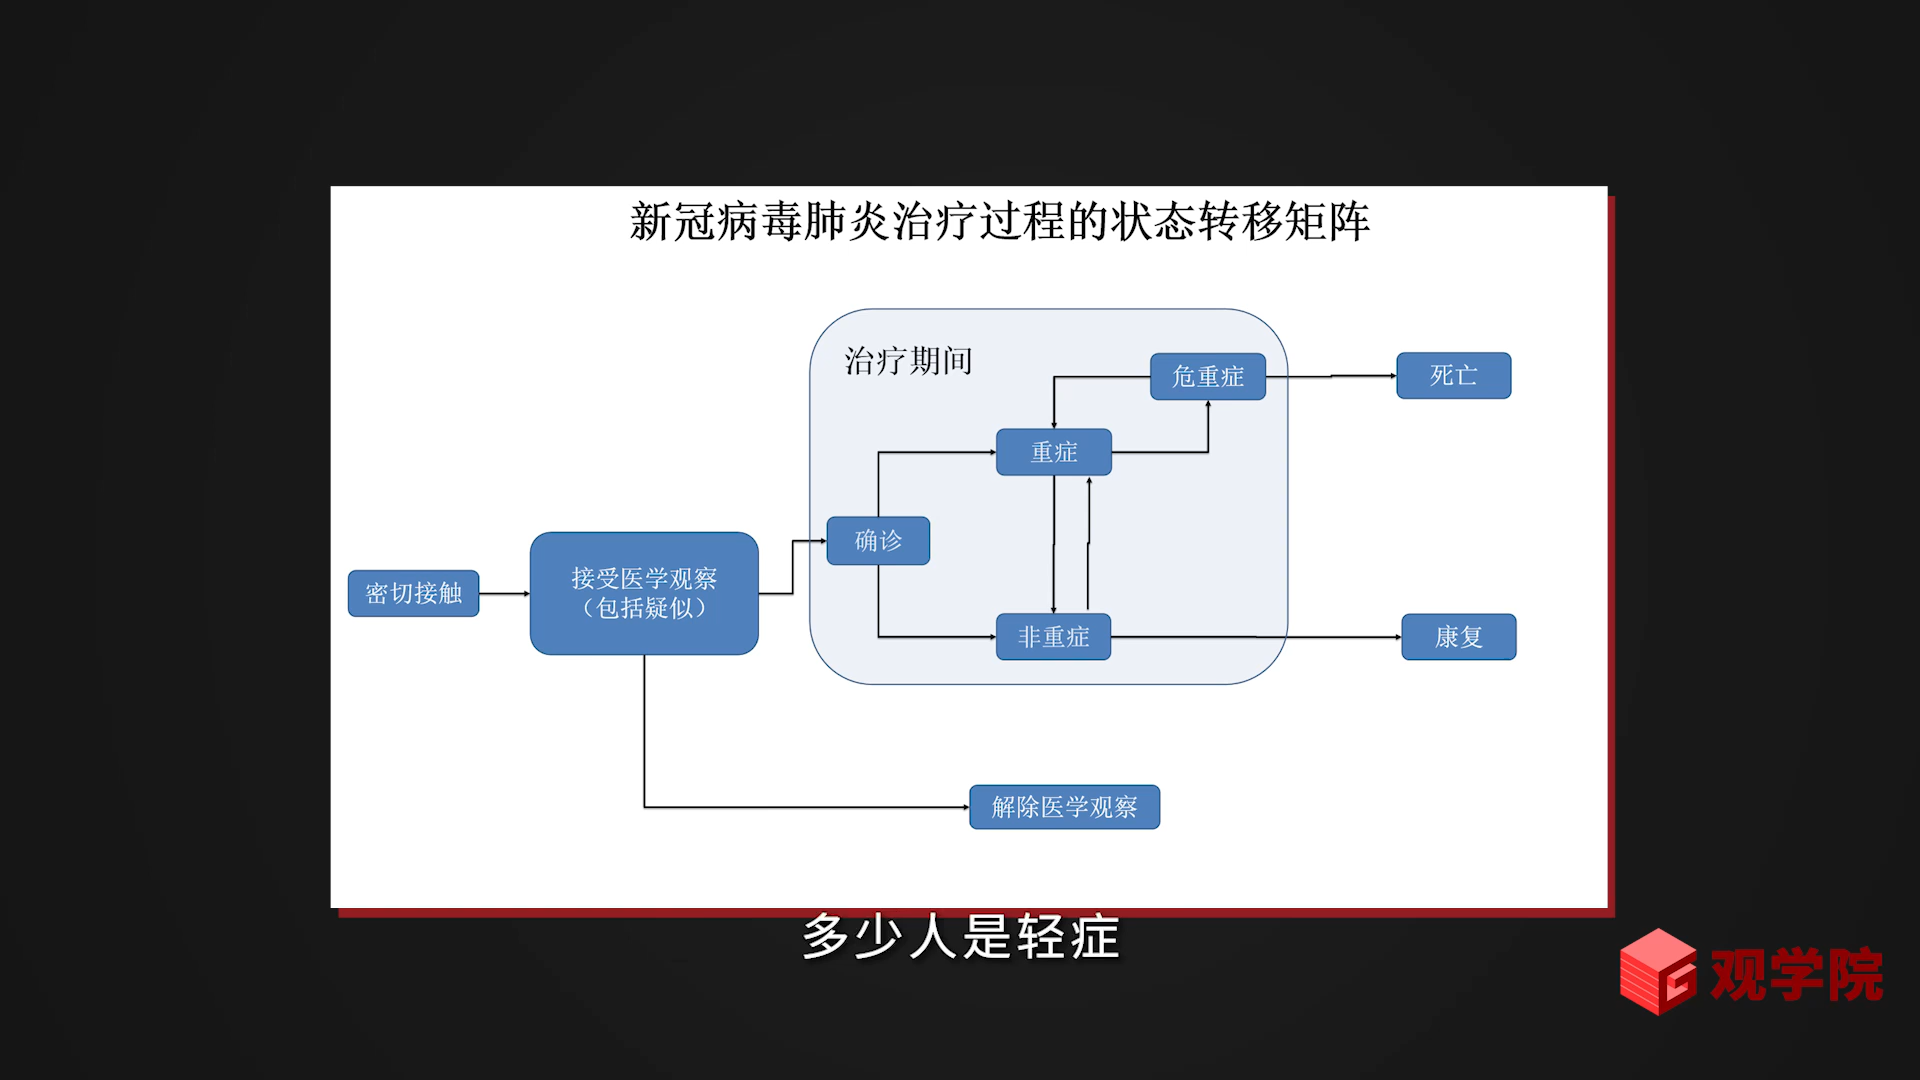 新冠病毒肺炎治疗过程的状态转移矩阵
治疗期间
危重症
死亡
重症
确诊
密切接触
接受医学观察
（包括疑似）
非重症
康复
解除医学观察
多少人是轻症
观学院